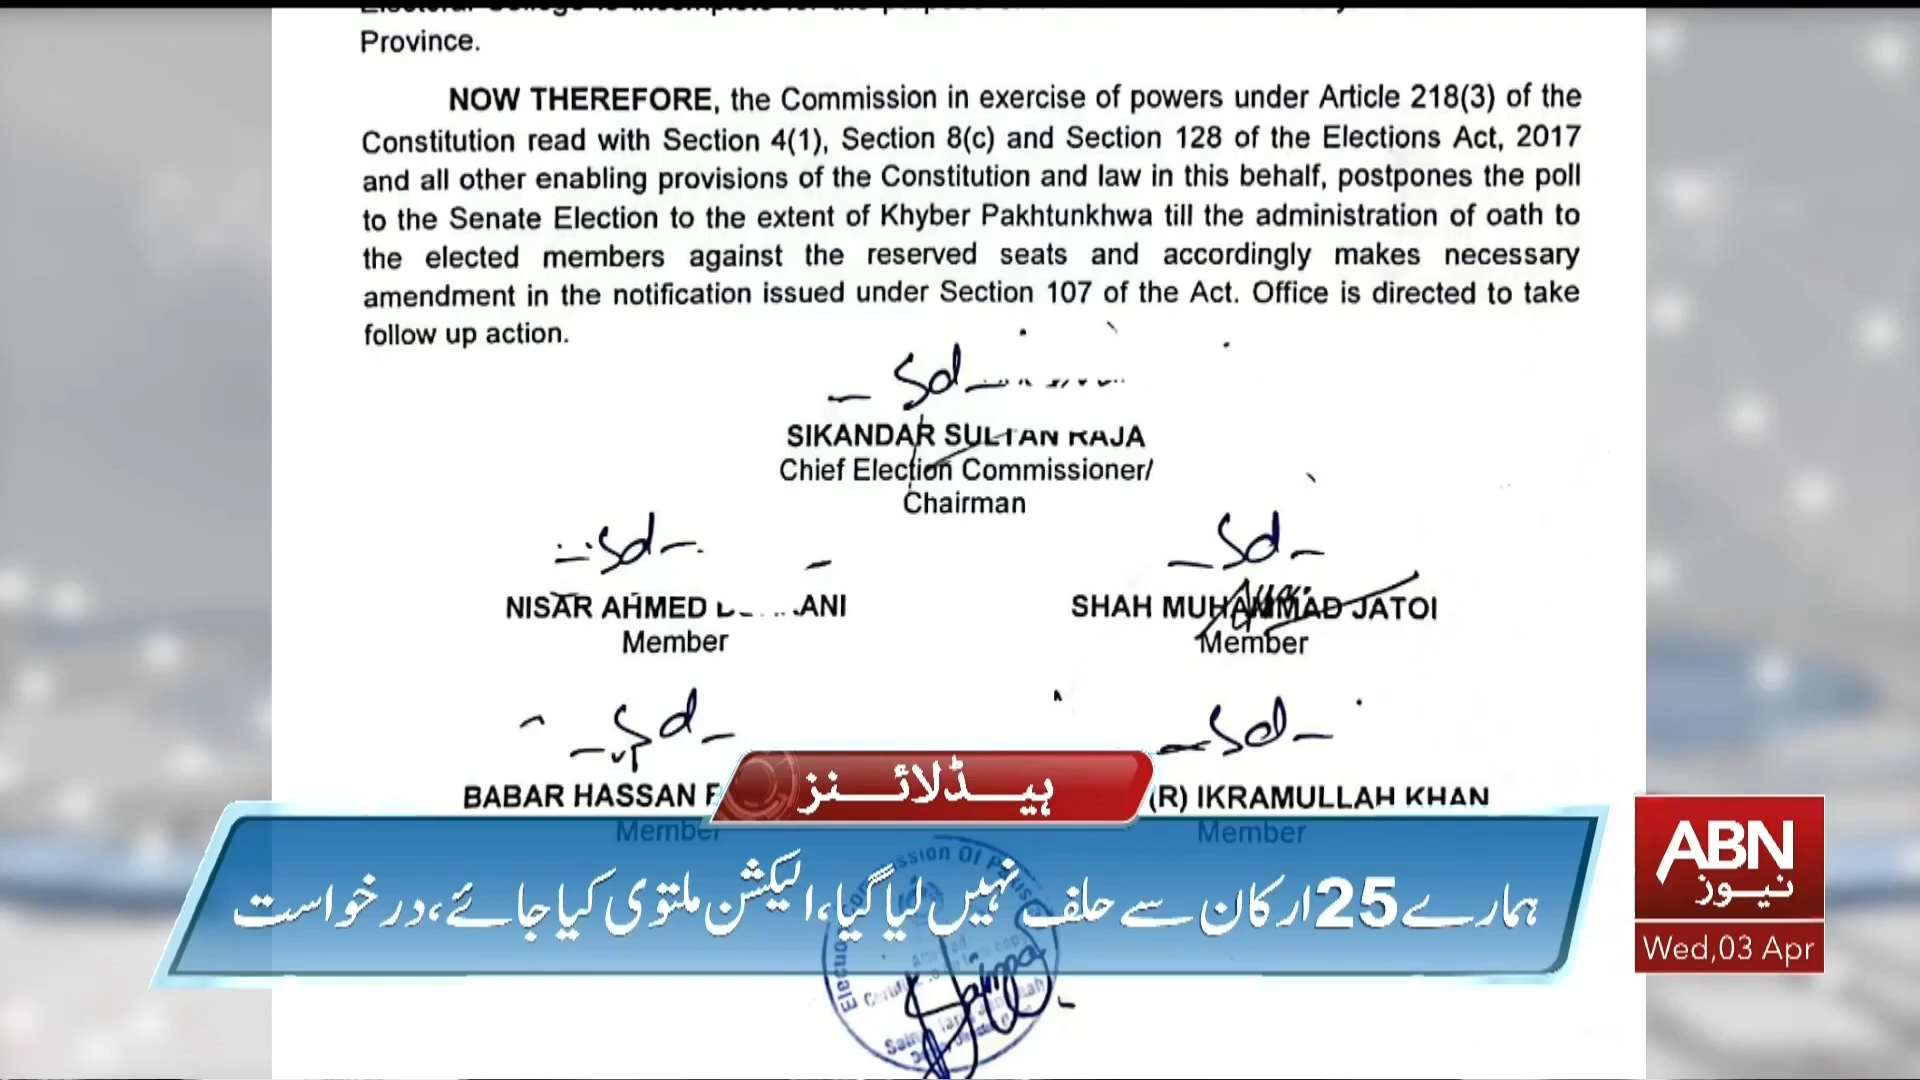 Province.
NOW THEREFORE, the Commission in exercise of powers under Article 218(3) of the
Constitution read with Section 4(1), Section 8(c) and Section 128 of the Elections Act, 2017
and all other enabling provisions of the Constitution and law in this behalf, postpones the poll
to the Senate Election to the extent of Khyber Pakhtunkhwa till the administration of oath to
the elected members against the reserved seats and accordingly makes necessary
amendment in the notification issued under Section 107 of the Act. Office is directed to take
follow up action.
- Sd -
SIKANDAR SULTAN RAJA
Chief Election Commissioner/
Chairman
- Sd -
- Sd -
NISAR AHMED
SHAH MUHAMMAD JATOI
Member
Member
- Sd -
- Sd -
BABAR HASSAN
(R) IKRAMULLAH KHAN
Member
Member
ہیڈلائنز
ہمارے 25 ارکان سے حلف نہیں لیا گیا، الیکشن ملتوی کیا جائے، درخواست
ABN
نیوز
Wed,03 Apr